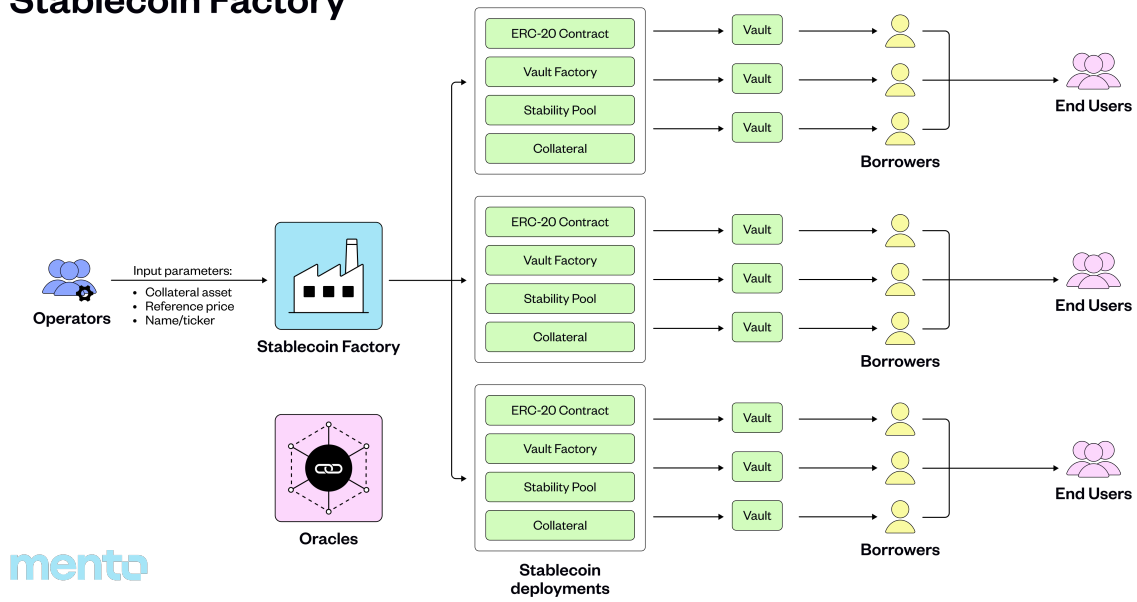 Stablecoin Factory
ERC-20 Contract
Vault Factory
Stability Pool
Collateral
Vault
Vault
Vault
Borrowers
End Users
Operators
Input parameters:
• Collateral asset
• Reference price
• Name/ticker
Stablecoin Factory
ERC-20 Contract
Vault Factory
Stability Pool
Collateral
Vault
Vault
Vault
Borrowers
End Users
Oracles
ERC-20 Contract
Vault Factory
Stability Pool
Collateral
Vault
Vault
Vault
Borrowers
End Users
Stablecoin
deployments
mento